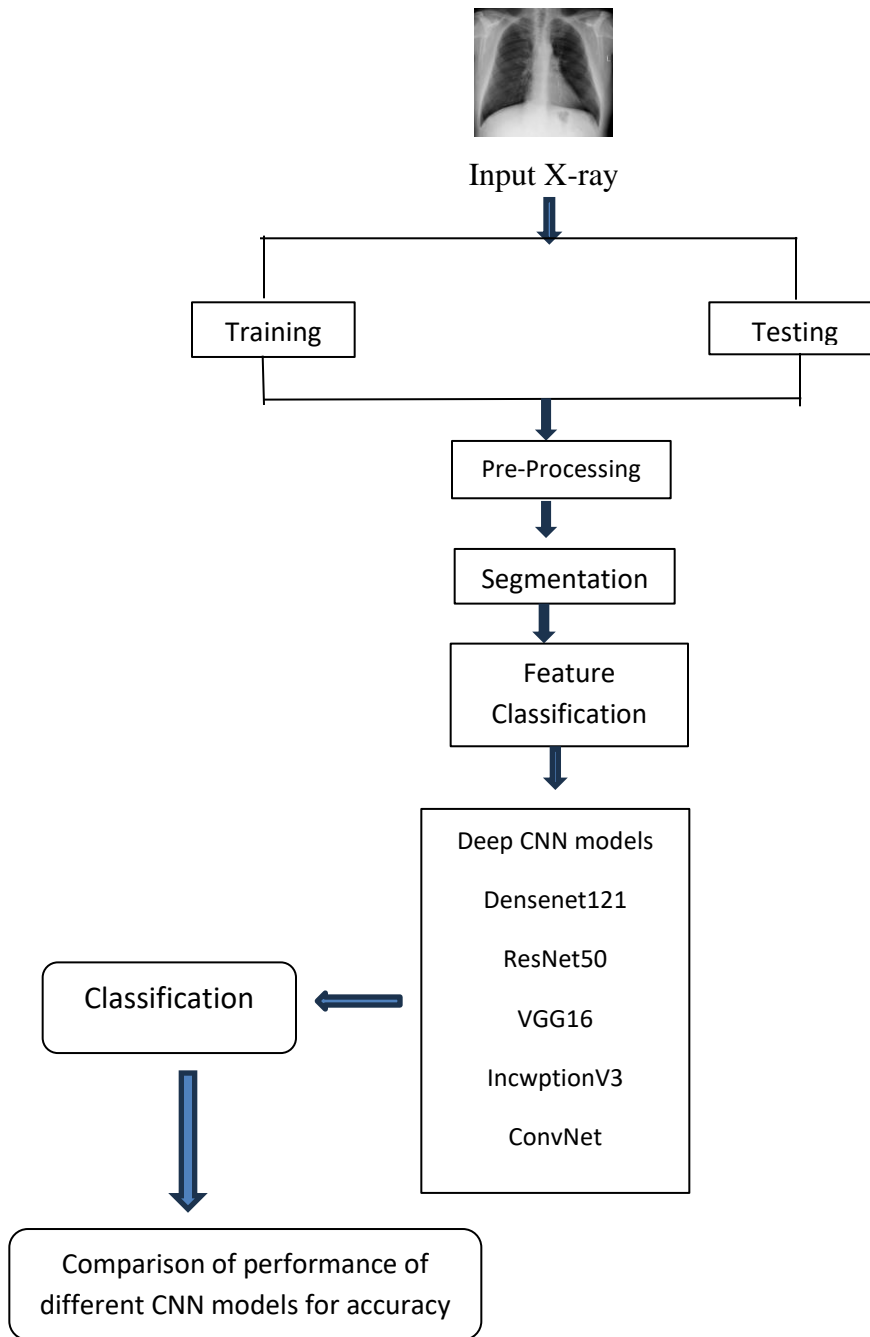 Input X-ray
Training
Testing
Pre-Processing
Segmentation
Feature
Classification
Deep CNN models
Densenet121
ResNet50
VGG16
IncwptionV3
ConvNet
Classification
Comparison of performance of
different CNN models for accuracy